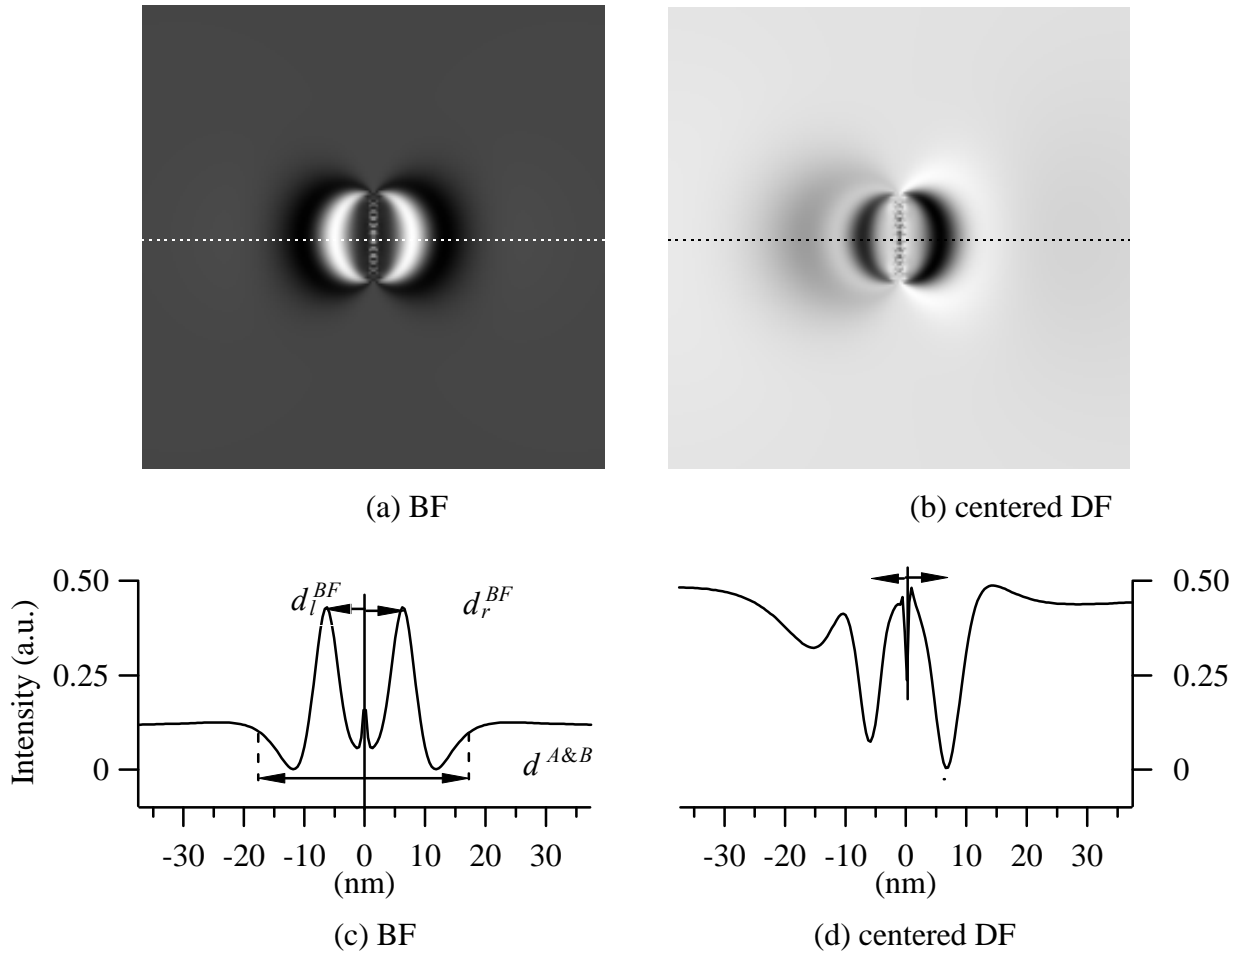 (a) BF
(b) centered DF
Intensity (a.u.)
0.50
0.25
0
d_l^{BF}
d_r^{BF}
d^{A&B}
-30 -20 -10 0 10 20 30
(nm)
(c) BF
0.50
0.25
0
-30 -20 -10 0 10 20 30
(nm)
(d) centered DF